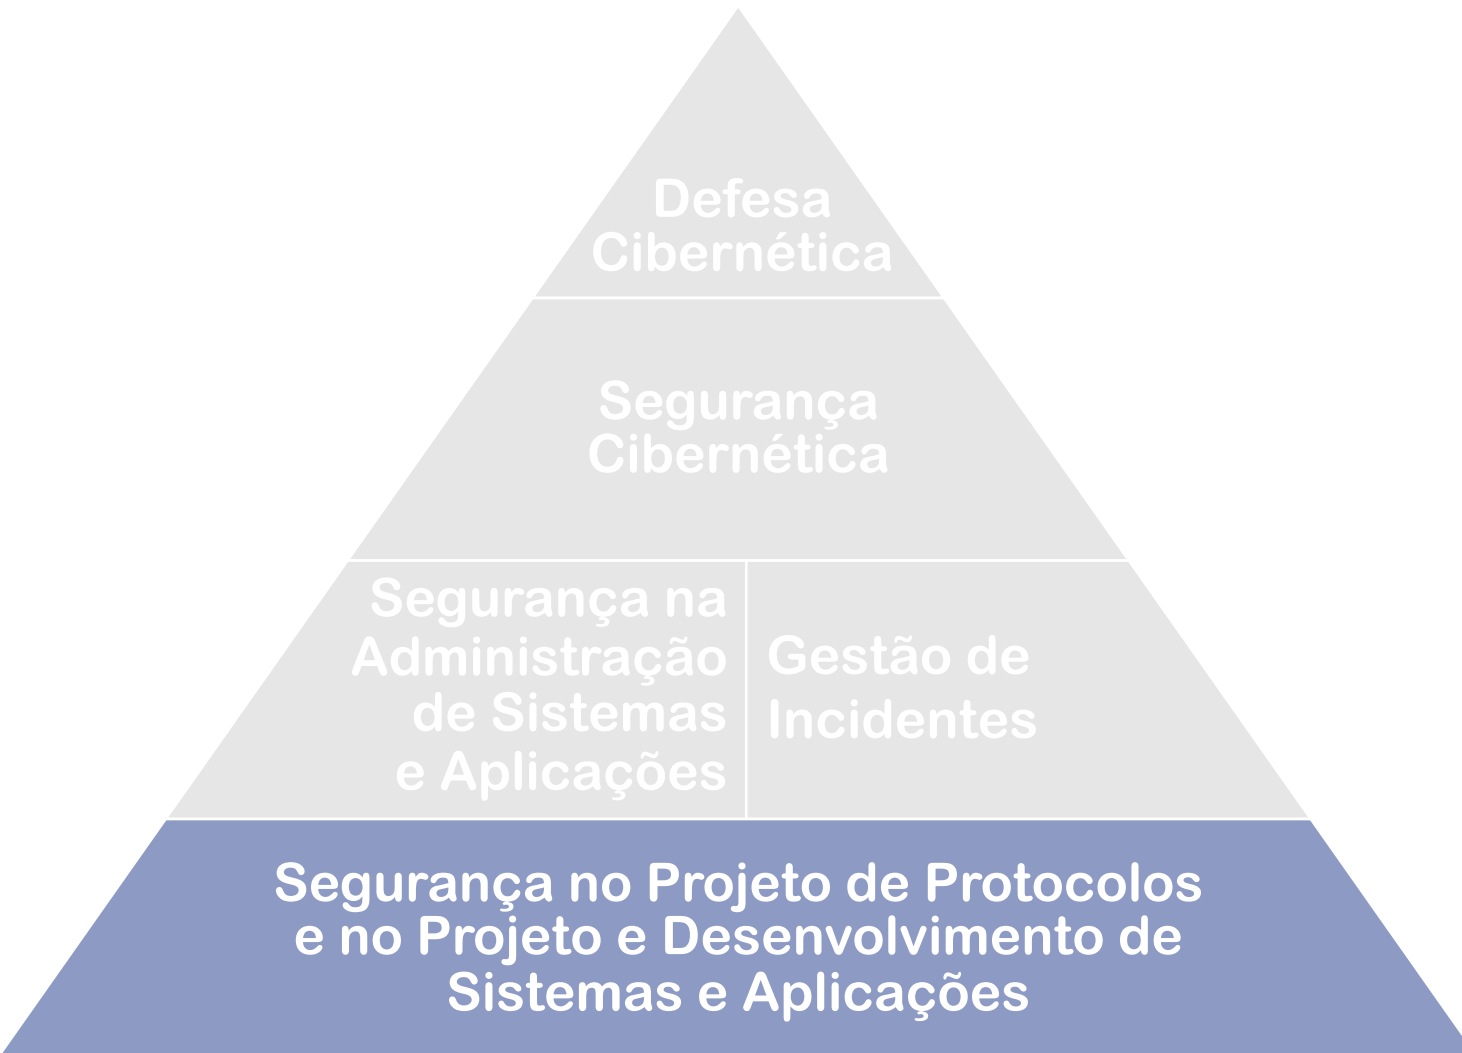 Defesa
Cibernética
Segurança
Cibernética
Segurança na
Administração
de Sistemas
e Aplicações
Gestão de
Incidentes
Segurança no Projeto de Protocolos
e no Projeto e Desenvolvimento de
Sistemas e Aplicações